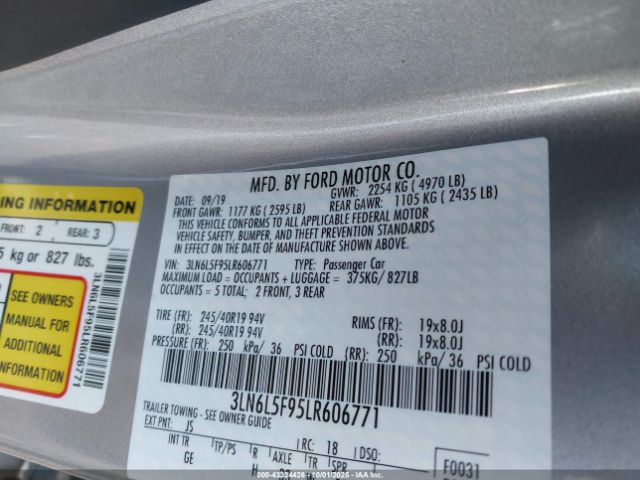 MFD. BY FORD MOTOR CO.
DATE: 09/19 GVWR: 2254 KG ( 4970 LB)
FRONT GAWR: 1177 KG ( 2595 LB) REAR GAWR: 1105 KG ( 2435 LB)
THIS VEHICLE CONFORMS TO ALL APPLICABLE FEDERAL MOTOR
VEHICLE SAFETY, BUMPER, AND THEFT PREVENTION STANDARDS
IN EFFECT ON THE DATE OF MANUFACTURE SHOWN ABOVE.
VIN: 3LN6L5F95LR606771 TYPE: Passenger Car
MAXIMUM LOAD = OCCUPANTS + LUGGAGE = 375KG/ 827LB
OCCUPANTS = 5 TOTAL; 2 FRONT, 3 REAR
TIRE (FR): 245/40R19 94V RIMS (FR): 19x8.0J
(RR): 245/40R19 94V (RR): 19x8.0J
PRESSURE (FR): 250 kPa/ 36 PSI COLD (RR): 250 kPa/ 36 PSI COLD
3LN6L5F95LR606771
TRAILER TOWING - SEE OWNER GUIDE
EXT PNT: JS RC: 18 DSO:
INT TR TP/PS R AXLE TR SPR F0031
GE H
ING INFORMATION
FRONT: 2 REAR: 3
5 kg or 827 lbs.
SEE OWNERS
MANUAL FOR
ADDITIONAL
INFORMATION
3LN6L5F95LR606771
No: 43334426 - 10/01/2025 - IAA Inc.